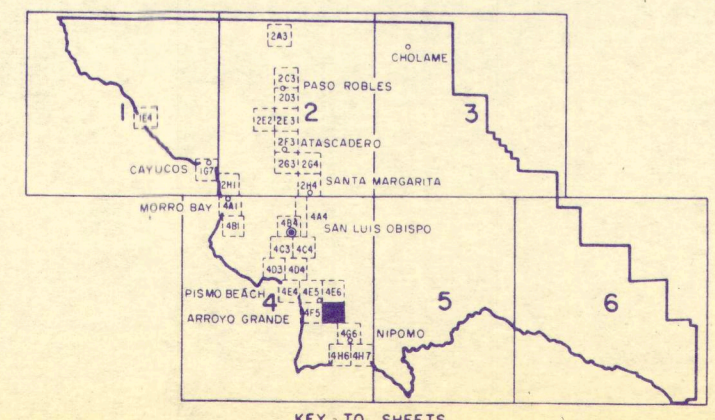 2A3
CHOLAME
2C3
PASO ROBLES
2D3
1
1E4
2E2 2E3
2
3
2F3 ATASCADERO
CAYUCOS 1G7
2G3 2G4
2H1
2H4 SANTA MARGARITA
MORRO BAY 4A1
4A4
4B1
4B4 SAN LUIS OBISPO
4C3 4C4
4D3 4D4
PISMO BEACH 4E4 4E5 4E6
4
5
6
ARROYO GRANDE 4F5
4G6 NIPOMO
4H6 4H7
KEY - TO SHEETS